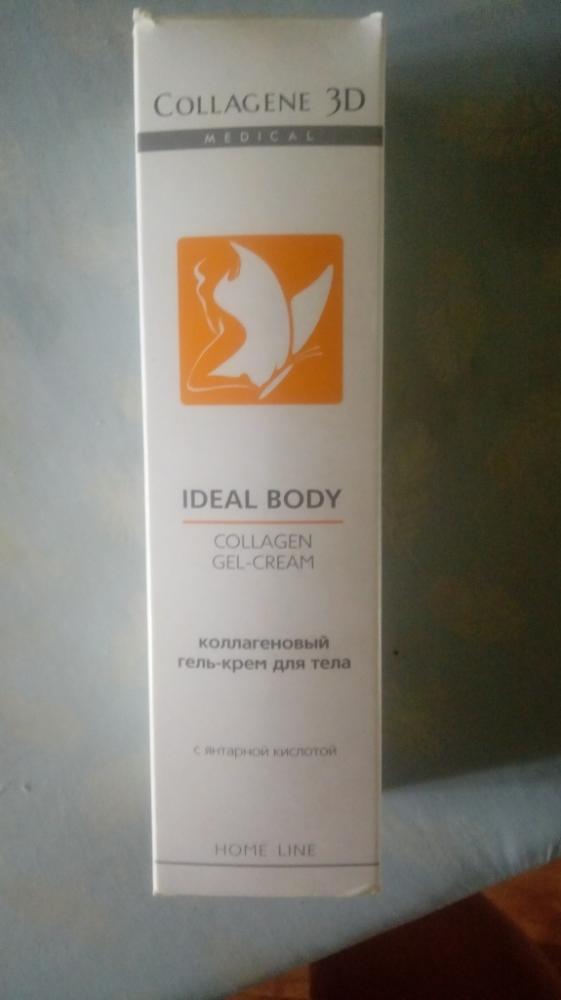 COLLAGENE 3D
MEDICAL
IDEAL BODY
COLLAGEN
GEL-CREAM
коллагеновый
гель-крем для тела
с янтарной кислотой
HOME LINE